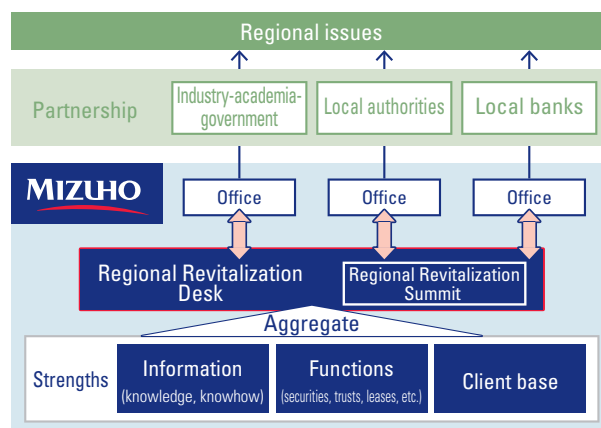 Regional issues
Partnership
Industry-academia-
government
Local authorities
Local banks
MIZUHO
Office
Office
Office
Regional Revitalization
Desk
Regional Revitalization
Summit
Aggregate
Strengths
Information
(knowledge, knowhow)
Functions
(securities, trusts, leases, etc.)
Client base